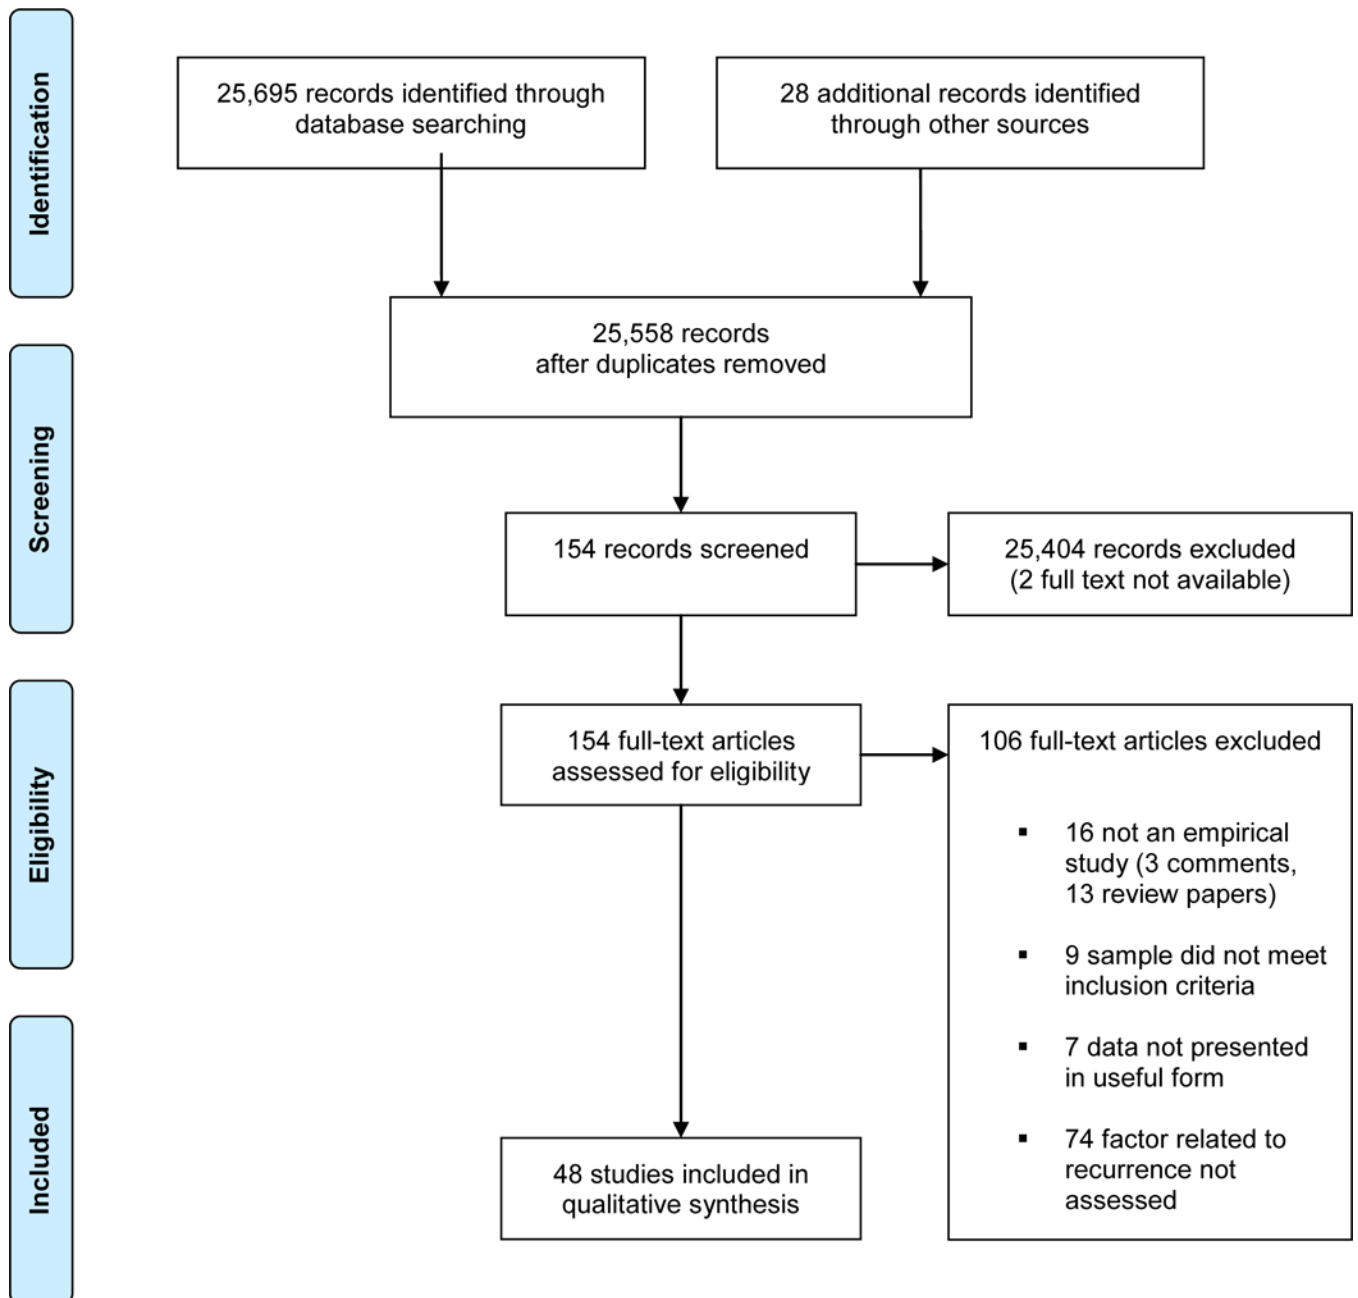 Identification
25,695 records identified through
database searching
28 additional records identified
through other sources
25,558 records
after duplicates removed
Screening
154 records screened
25,404 records excluded
(2 full text not available)
Eligibility
154 full-text articles
assessed for eligibility
106 full-text articles excluded
▪ 16 not an empirical
study (3 comments,
13 review papers)
▪ 9 sample did not meet
inclusion criteria
▪ 7 data not presented
in useful form
▪ 74 factor related to
recurrence not
assessed
Included
48 studies included in
qualitative synthesis